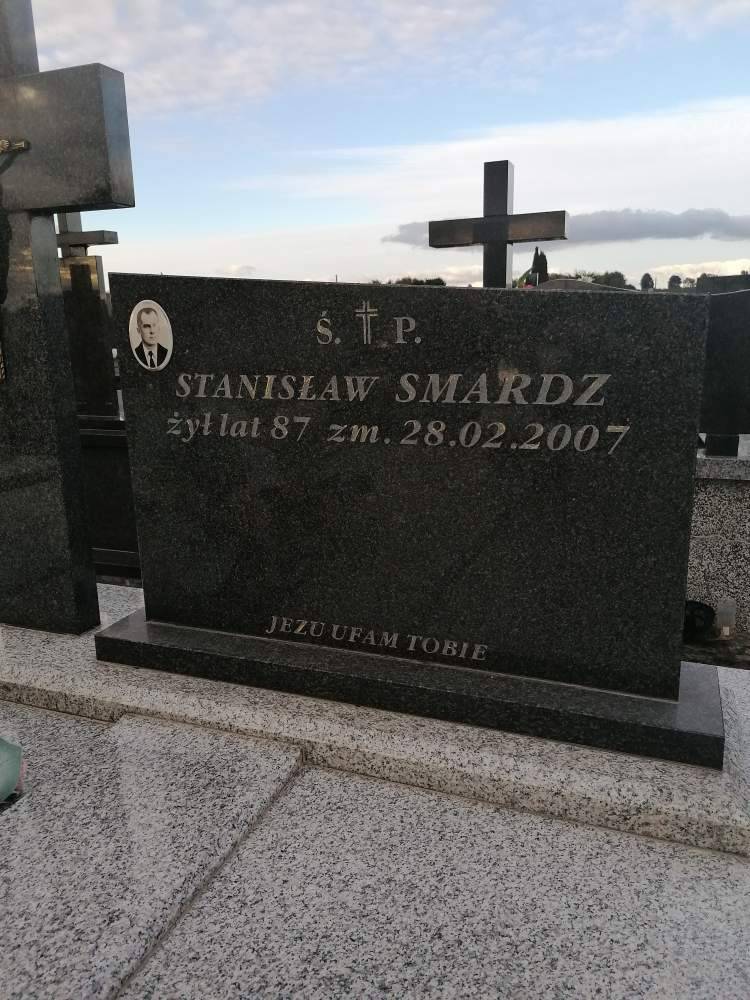 Ś. P.
STANISŁAW SMARDZ
żył lat 87 zm. 28.02.2007
JEZU UFAM TOBIE